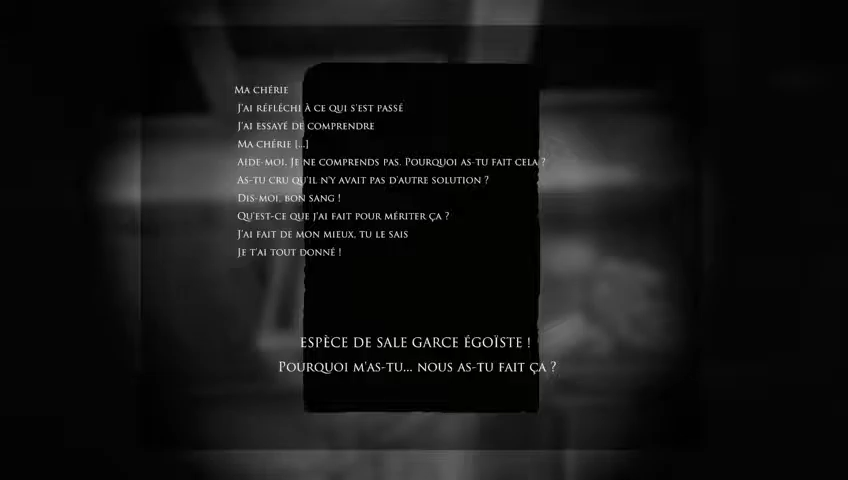 Ma chérie
J'ai réfléchi à ce qui s'est passé
J'ai essayé de comprendre
Ma chérie [...]
Aide-moi. Je ne comprends pas. Pourquoi as-tu fait cela ?
As-tu cru qu'il n'y avait pas d'autre solution ?
Dis-moi, bon sang !
Qu'est-ce que j'ai fait pour mériter ça ?
J'ai fait de mon mieux, tu le sais
Je t'ai tout donné !
ESPÈCE DE SALE GARCE ÉGOÏSTE !
Pourquoi m'as-tu... nous as-tu fait ça ?